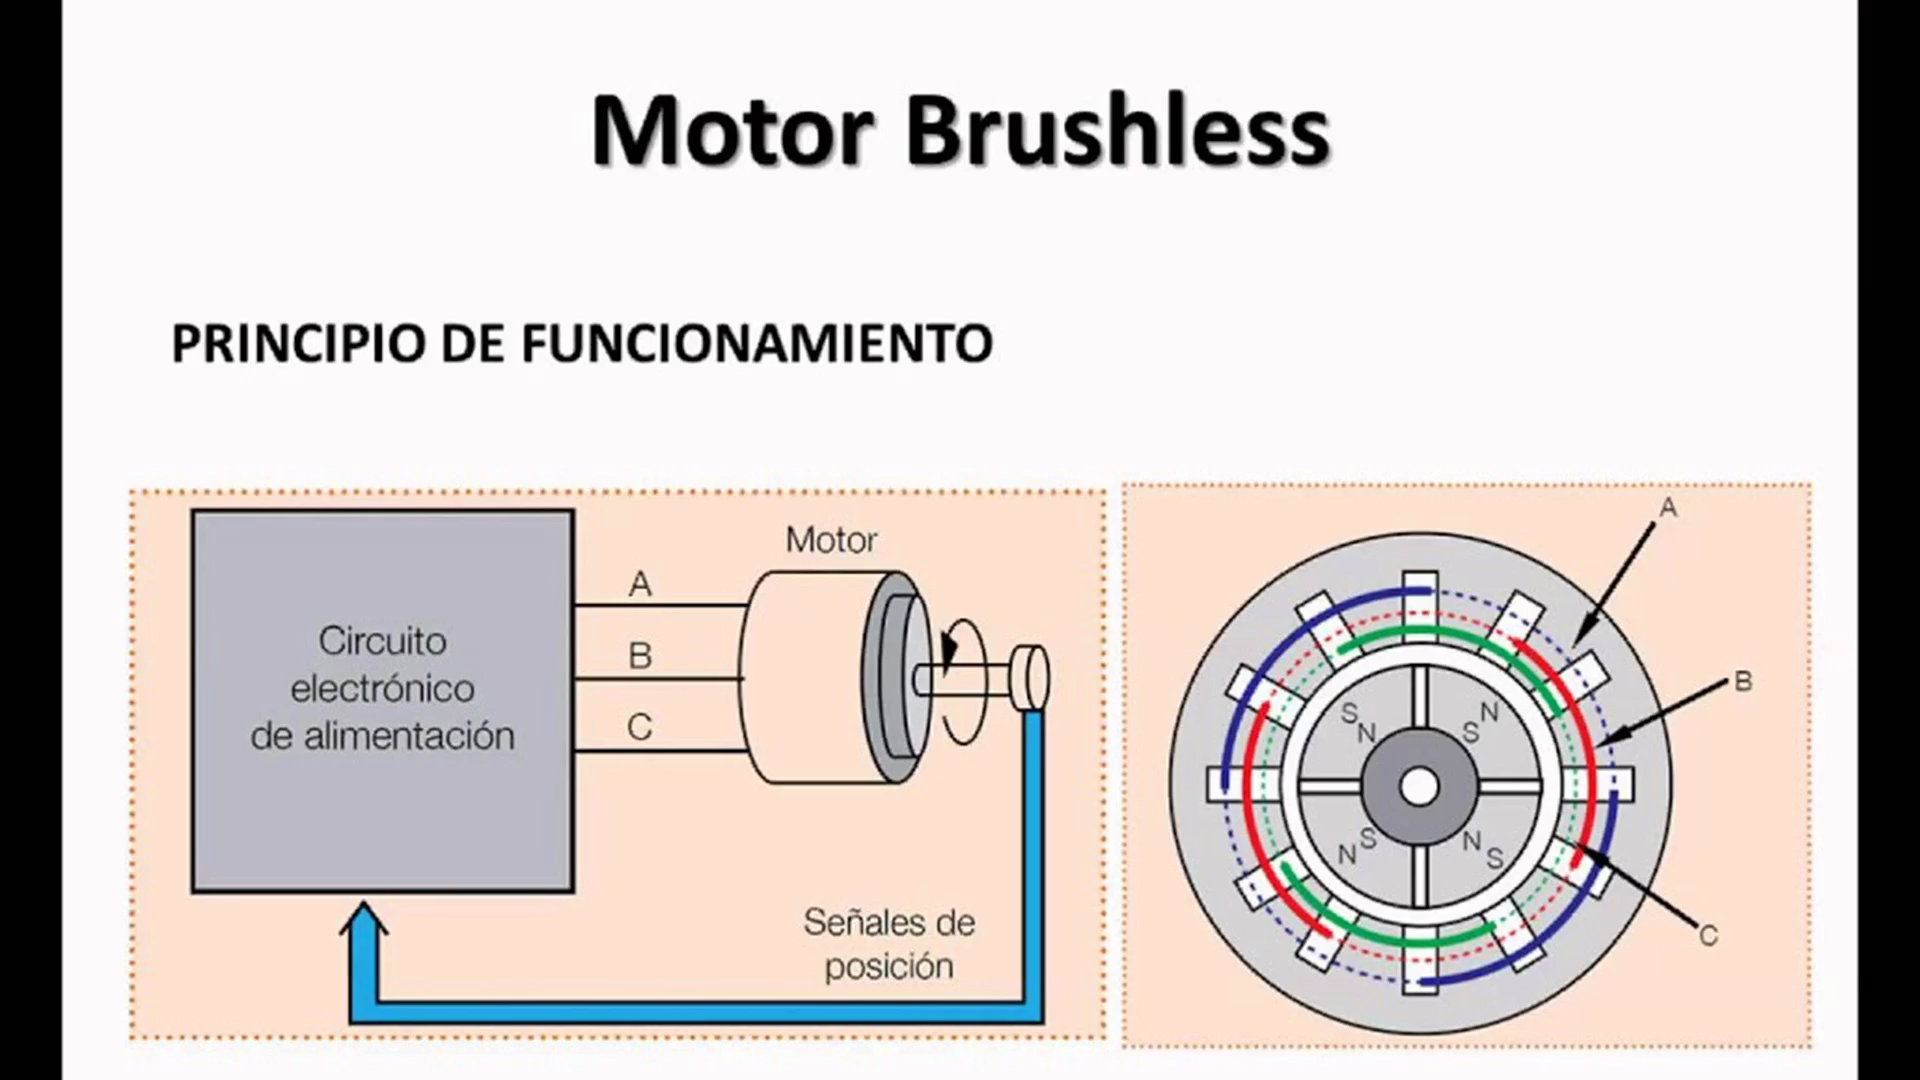 Motor Brushless
PRINCIPIO DE FUNCIONAMIENTO
Circuito
electrónico
de alimentación
A
B
C
Motor
Señales de
posición
A
B
C
S
N
N
S
S
N
N
S